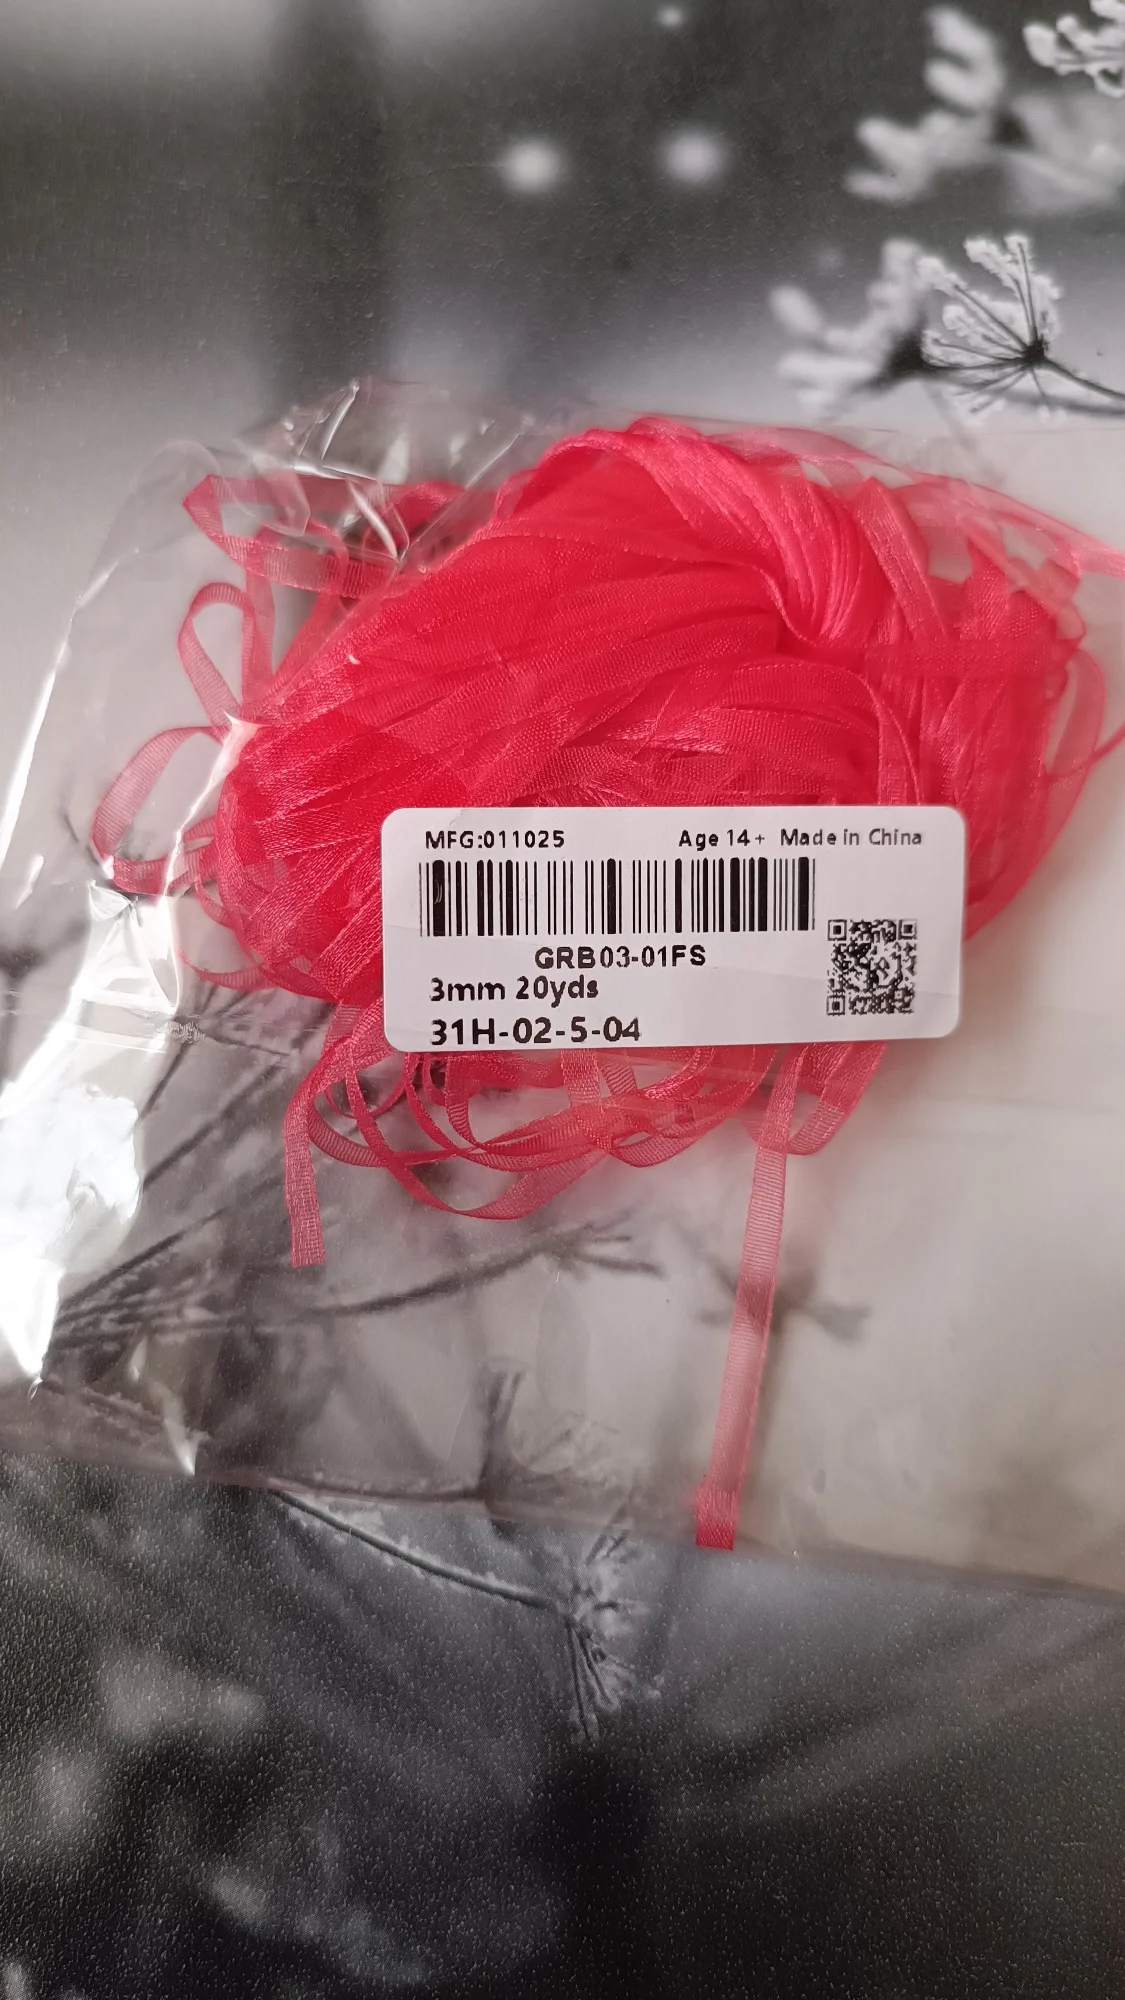 MFG:011025 Age 14+ Made in China
GRB03-01FS
3mm 20yds
31H-02-5-04